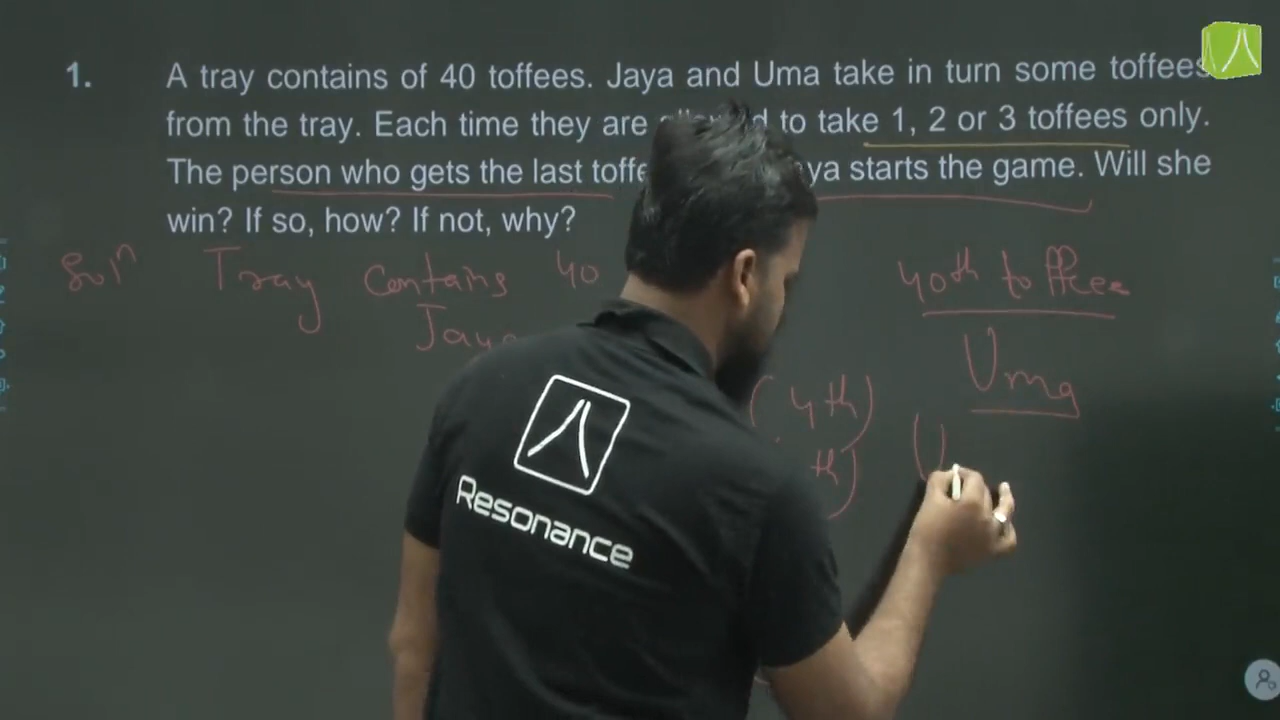 1. A tray contains of 40 toffees. Jaya and Uma take in turn some toffees
from the tray. Each time they are to take 1, 2 or 3 toffees only.
The person who gets the last starts the game. Will she
win? If so, how? If not, why?
Solⁿ Tray Contains 40
40th toffee
Uma
(4th)
th)
U
Resonance